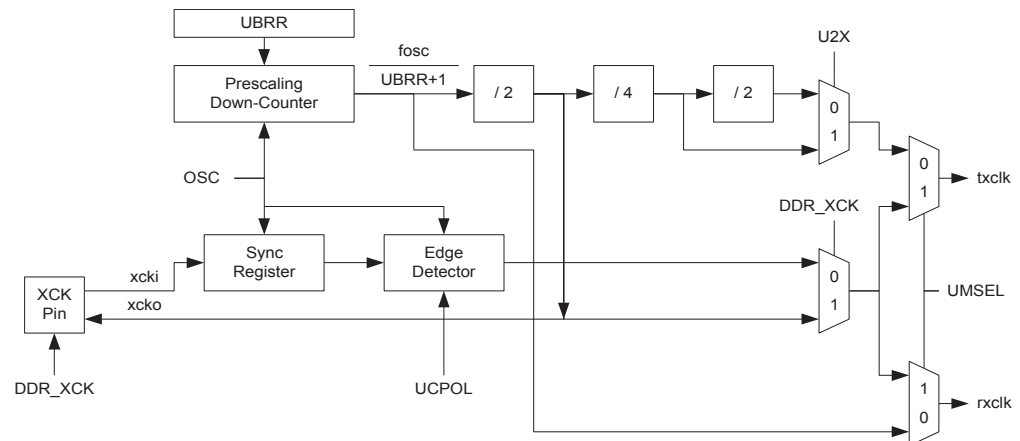 UBRR
fosc
U2X
Prescaling
Down-Counter
UBRR+1
/ 2
/ 4
/ 2
0
1
OSC
0
1
txclk
DDR_XCK
Sync
Register
Edge
Detector
0
1
UMSEL
xcki
XCK
Pin
xcko
DDR_XCK
UCPOL
1
0
rxclk